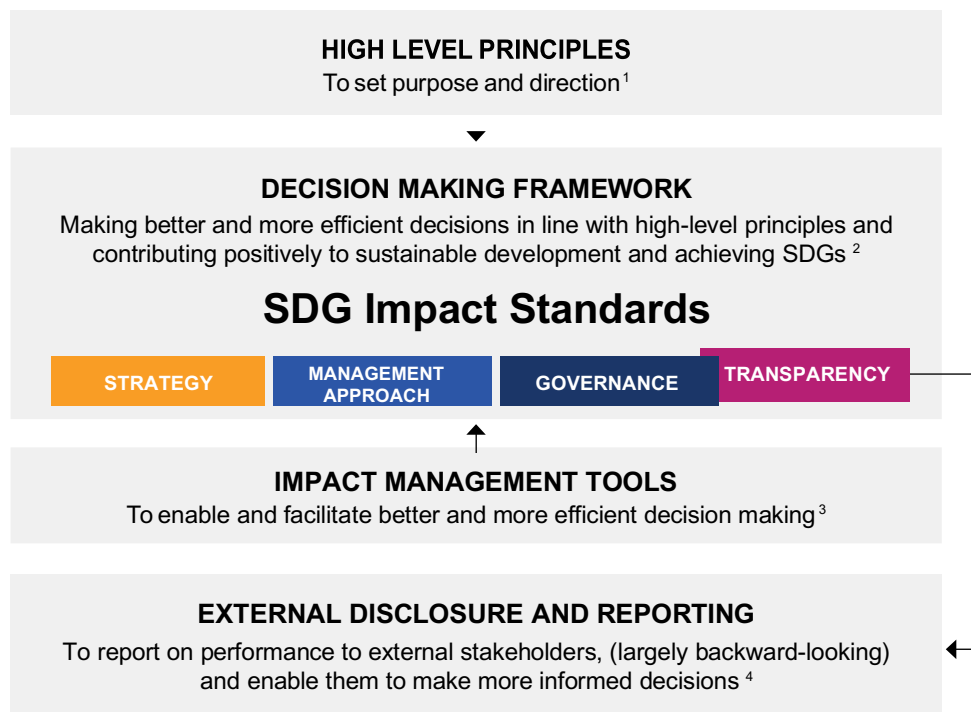 HIGH LEVEL PRINCIPLES
To set purpose and direction 1
DECISION MAKING FRAMEWORK
Making better and more efficient decisions in line with high-level principles and
contributing positively to sustainable development and achieving SDGs 2
SDG Impact Standards
STRATEGY
MANAGEMENT
APPROACH
GOVERNANCE
TRANSPARENCY
IMPACT MANAGEMENT TOOLS
To enable and facilitate better and more efficient decision making 3
EXTERNAL DISCLOSURE AND REPORTING
To report on performance to external stakeholders, (largely backward-looking)
and enable them to make more informed decisions 4